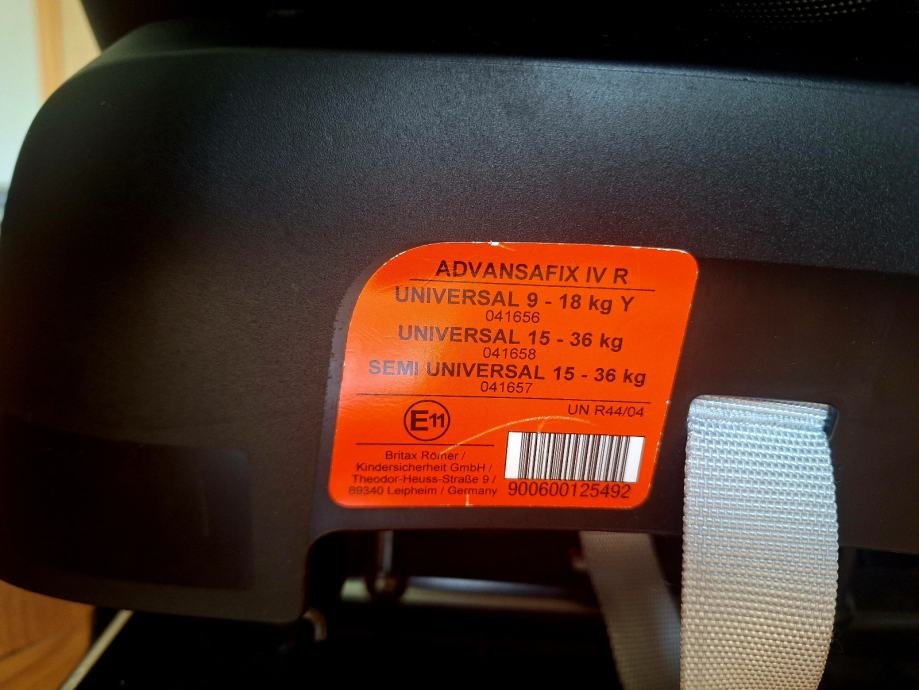 ADVANSAFIX IV R
UNIVERSAL 9 - 18 kg Y
041656
UNIVERSAL 15 - 36 kg
041658
SEMI UNIVERSAL 15 - 36 kg
041657
E11
UN R44/04
Britax Römer /
Kindersicherheit GmbH /
Theodor-Heuss-Straße 9 /
89340 Leipheim / Germany
900600125492